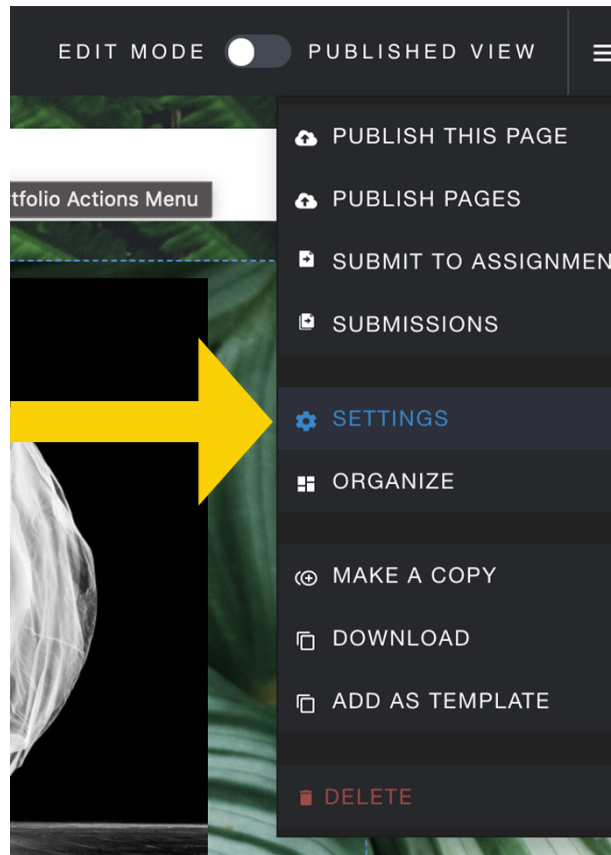 EDIT MODE PUBLISHED VIEW
PUBLISH THIS PAGE
tfolio Actions Menu
PUBLISH PAGES
SUBMIT TO ASSIGNMEN
SUBMISSIONS
SETTINGS
ORGANIZE
MAKE A COPY
DOWNLOAD
ADD AS TEMPLATE
DELETE